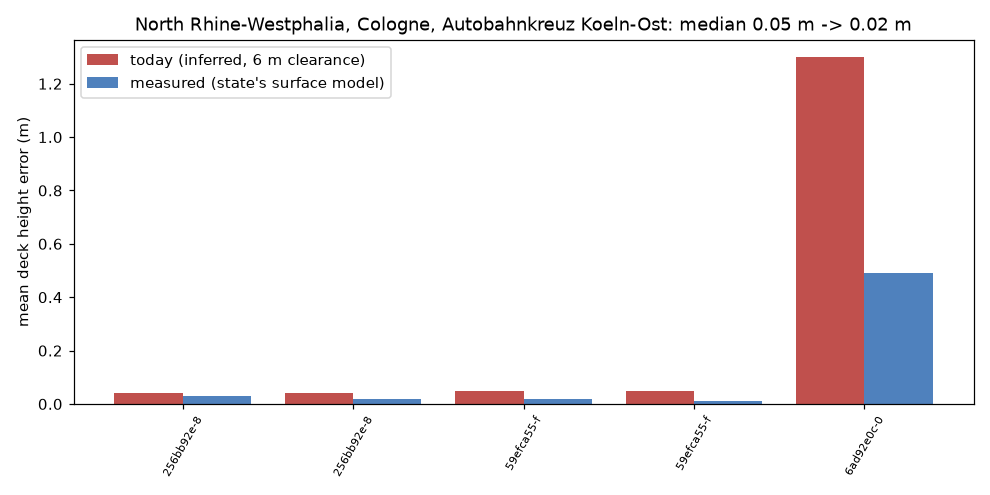 North Rhine-Westphalia, Cologne, Autobahnkreuz Koeln-Ost: median 0.05 m -> 0.02 m
today (inferred, 6 m clearance)
measured (state's surface model)
mean deck height error (m)
1.2
1.0
0.8
0.6
0.4
0.2
0.0
256bb92e-8
256bb92e-8
59efca55-f
59efca55-f
6ad92e0c-0